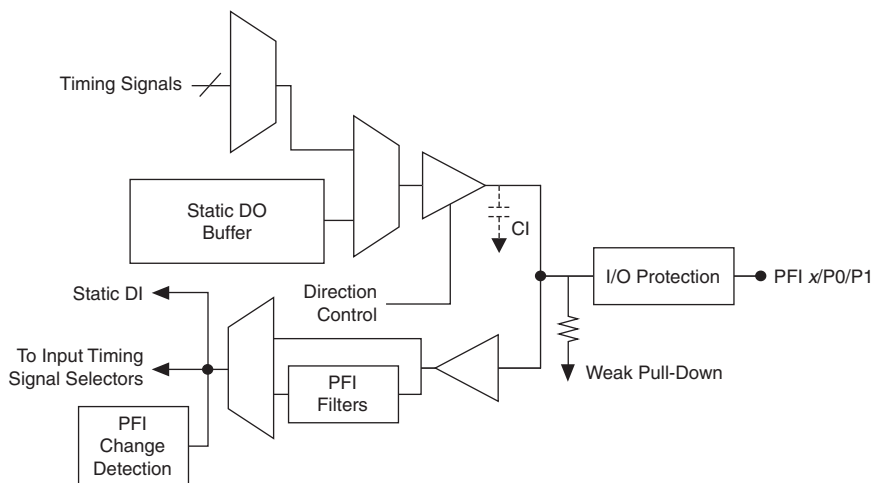 Timing Signals
Static DO
Buffer
CI
I/O Protection
PFI x/P0/P1
Direction
Control
Static DI
To Input Timing
Signal Selectors
PFI
Filters
Weak Pull-Down
PFI
Change
Detection